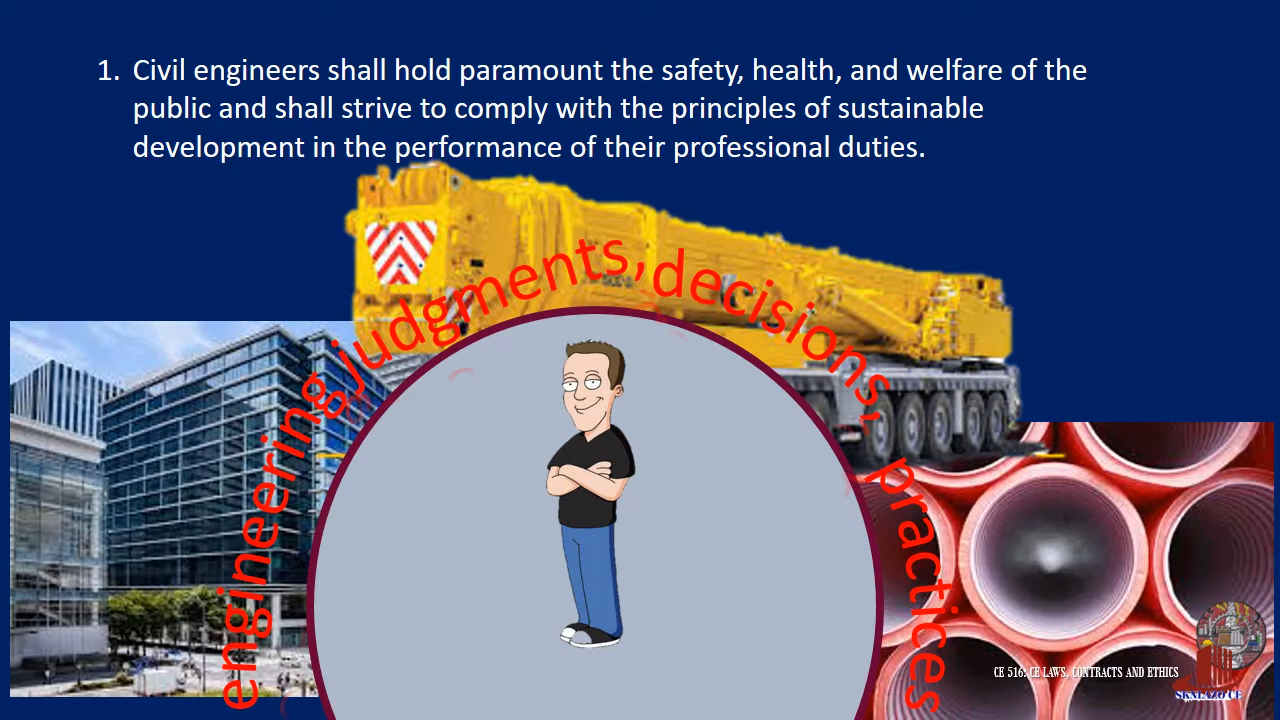 1. Civil engineers shall hold paramount the safety, health, and welfare of the
public and shall strive to comply with the principles of sustainable
development in the performance of their professional duties.
engineering judgments, decisions, practices
CE 516: CE LAWS, CONTRACTS AND ETHICS